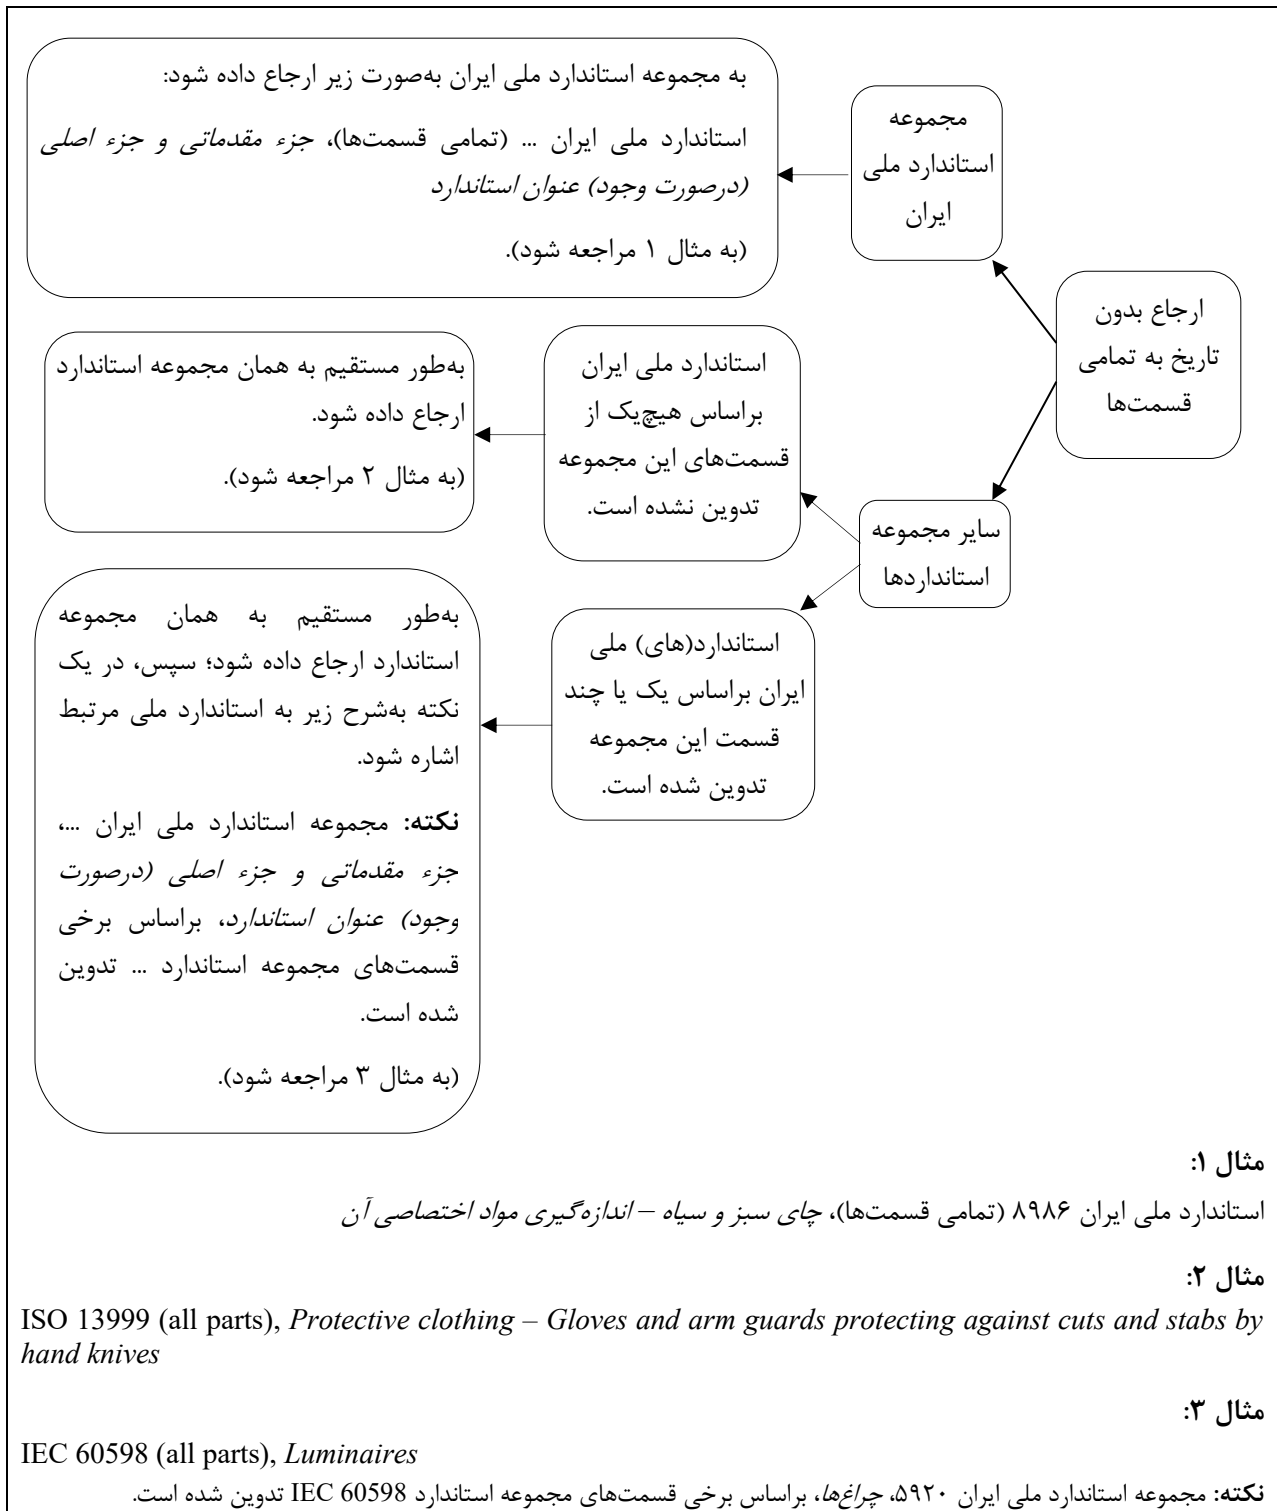 ارجاع بدون
تاریخ به تمامی
قسمت‌ها
مجموعه
استاندارد ملی
ایران
به مجموعه استاندارد ملی ایران به‌صورت زیر ارجاع داده شود:
استاندارد ملی ایران ... (تمامی قسمت‌ها)، جزء مقدماتی و جزء اصلی
(درصورت وجود) عنوان استاندارد
(به مثال ۱ مراجعه شود).
سایر مجموعه
استانداردها
استاندارد ملی ایران
براساس هیچ‌یک از
قسمت‌های این مجموعه
تدوین نشده است.
به‌طور مستقیم به همان مجموعه استاندارد
ارجاع داده شود.
(به مثال ۲ مراجعه شود).
استاندارد(های) ملی
ایران براساس یک یا چند
قسمت این مجموعه
تدوین شده است.
به‌طور مستقیم به همان مجموعه
استاندارد ارجاع داده شود؛ سپس، در یک
نکته به‌شرح زیر به استاندارد ملی مرتبط
اشاره شود.
نکته: مجموعه استاندارد ملی ایران ...،
جزء مقدماتی و جزء اصلی (درصورت
وجود) عنوان استاندارد، براساس برخی
قسمت‌های مجموعه استاندارد ... تدوین
شده است.
(به مثال ۳ مراجعه شود).
مثال ۱:
استاندارد ملی ایران ۸۹۸۶ (تمامی قسمت‌ها)، چای سبز و سیاه – اندازه‌گیری مواد اختصاصی آن
مثال ۲:
ISO 13999 (all parts), Protective clothing – Gloves and arm guards protecting against cuts and stabs by
hand knives
مثال ۳:
IEC 60598 (all parts), Luminaires
نکته: مجموعه استاندارد ملی ایران ۵۹۲۰، چراغ‌ها، براساس برخی قسمت‌های مجموعه استاندارد IEC 60598 تدوین شده است.